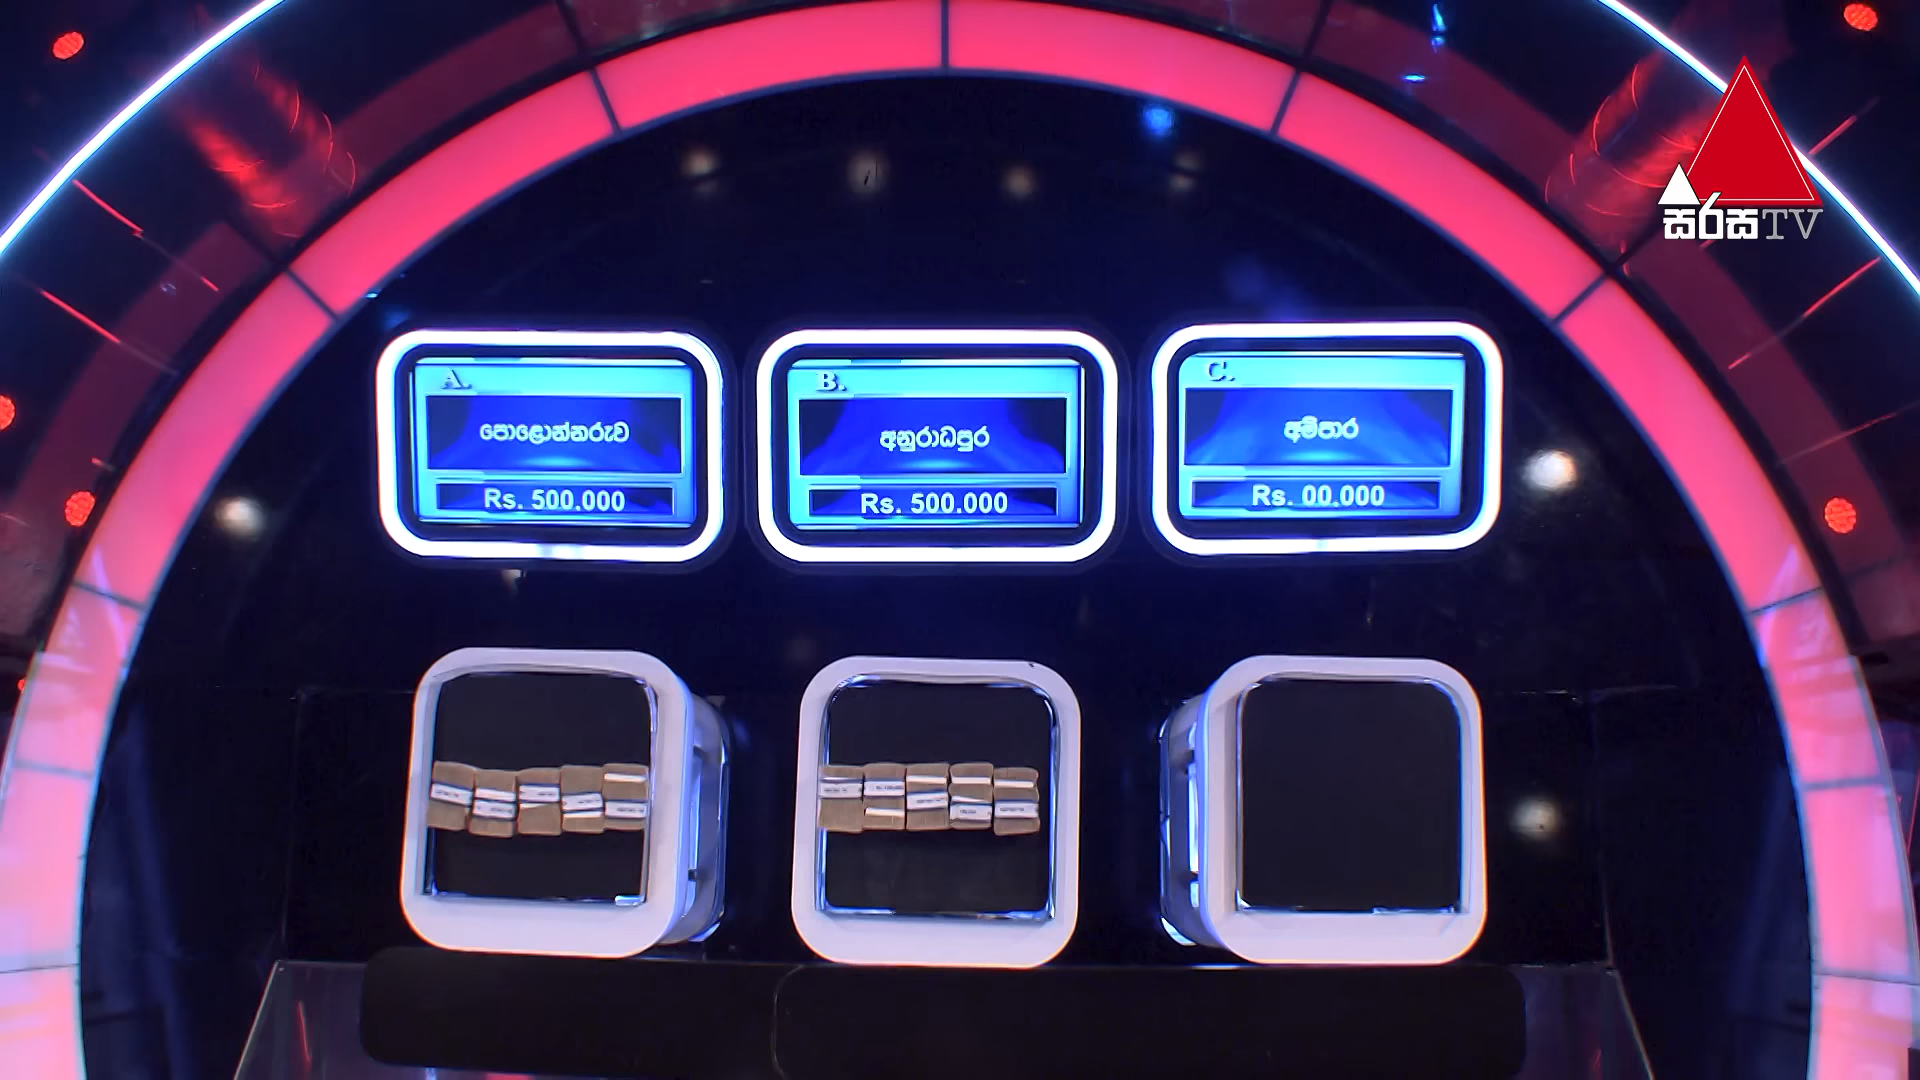 සිරස TV
A.
පොළොන්නරුව
Rs. 500.000
B.
අනුරාධපුර
Rs. 500.000
C.
අම්පාර
Rs. 00.000